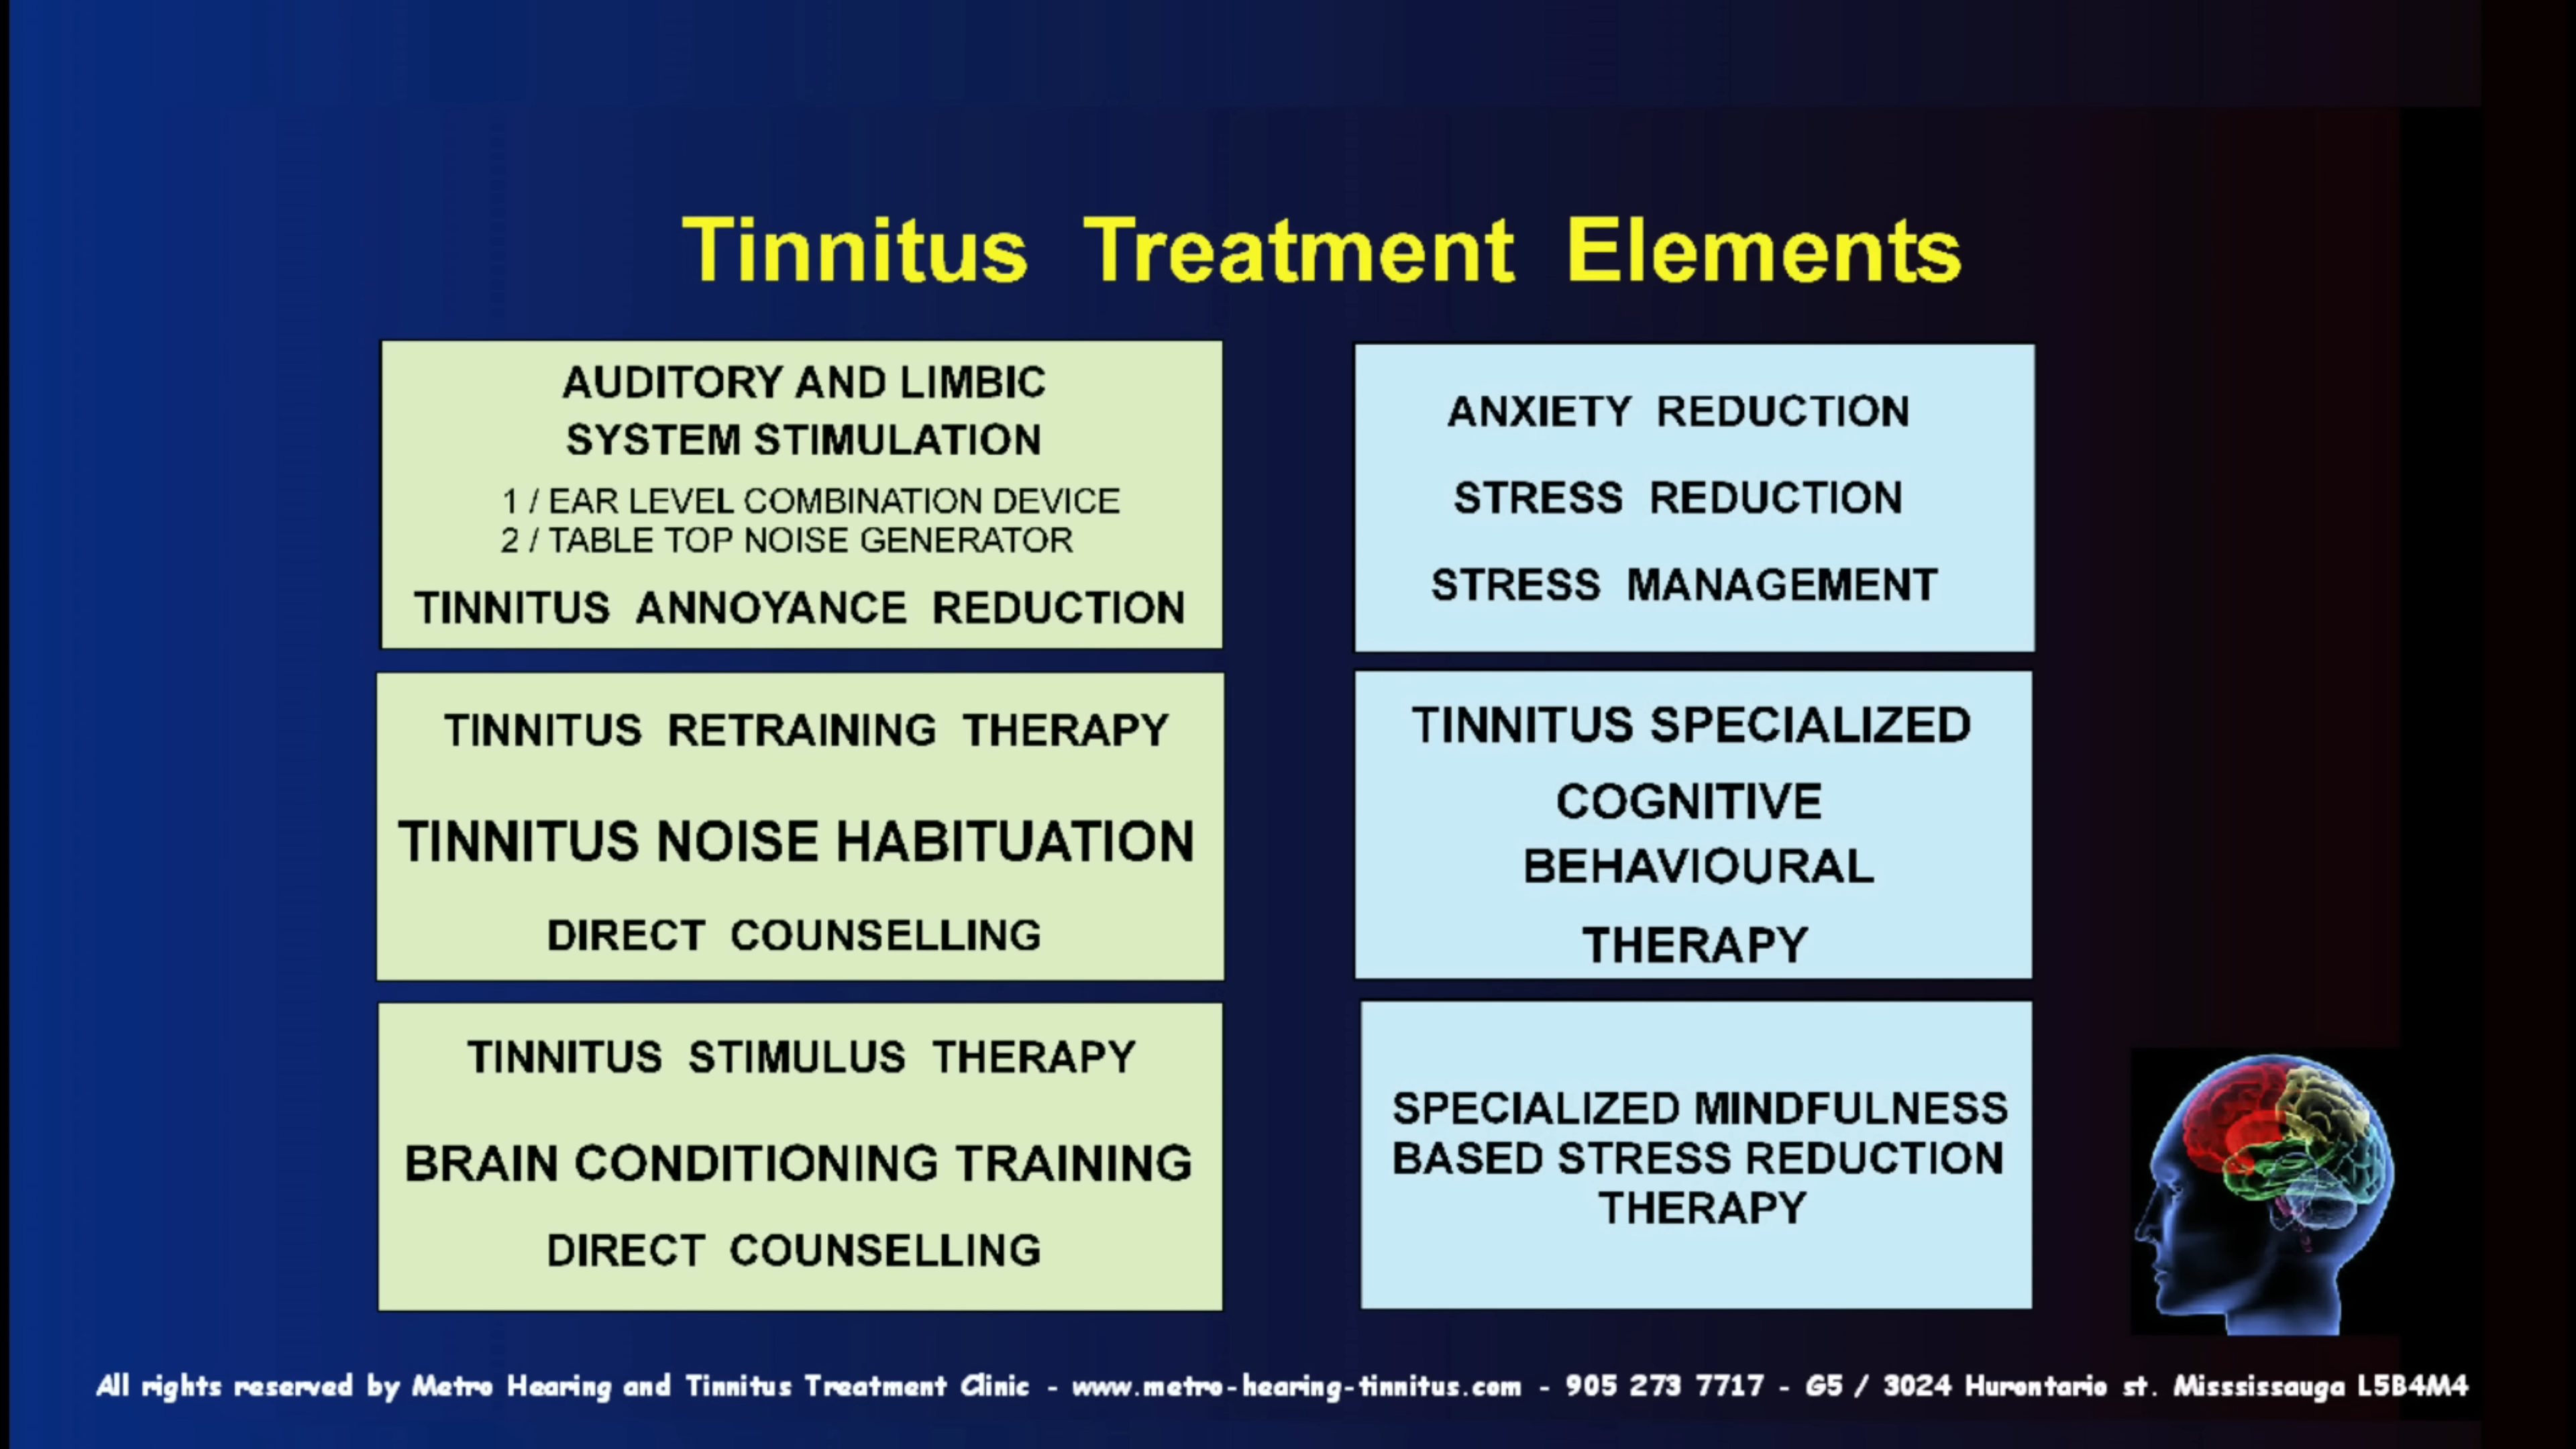 Tinnitus Treatment Elements
AUDITORY AND LIMBIC
SYSTEM STIMULATION
1 / EAR LEVEL COMBINATION DEVICE
2 / TABLE TOP NOISE GENERATOR
TINNITUS ANNOYANCE REDUCTION
TINNITUS RETRAINING THERAPY
TINNITUS NOISE HABITUATION
DIRECT COUNSELLING
TINNITUS STIMULUS THERAPY
BRAIN CONDITIONING TRAINING
DIRECT COUNSELLING
ANXIETY REDUCTION
STRESS REDUCTION
STRESS MANAGEMENT
TINNITUS SPECIALIZED
COGNITIVE
BEHAVIOURAL
THERAPY
SPECIALIZED MINDFULNESS
BASED STRESS REDUCTION
THERAPY
All rights reserved by Metro Hearing and Tinnitus Treatment Clinic - www.metro-hearing-tinnitus.com - 905 273 7717 - G5 / 3024 Hurontario st. Misssissauga L5B4M4